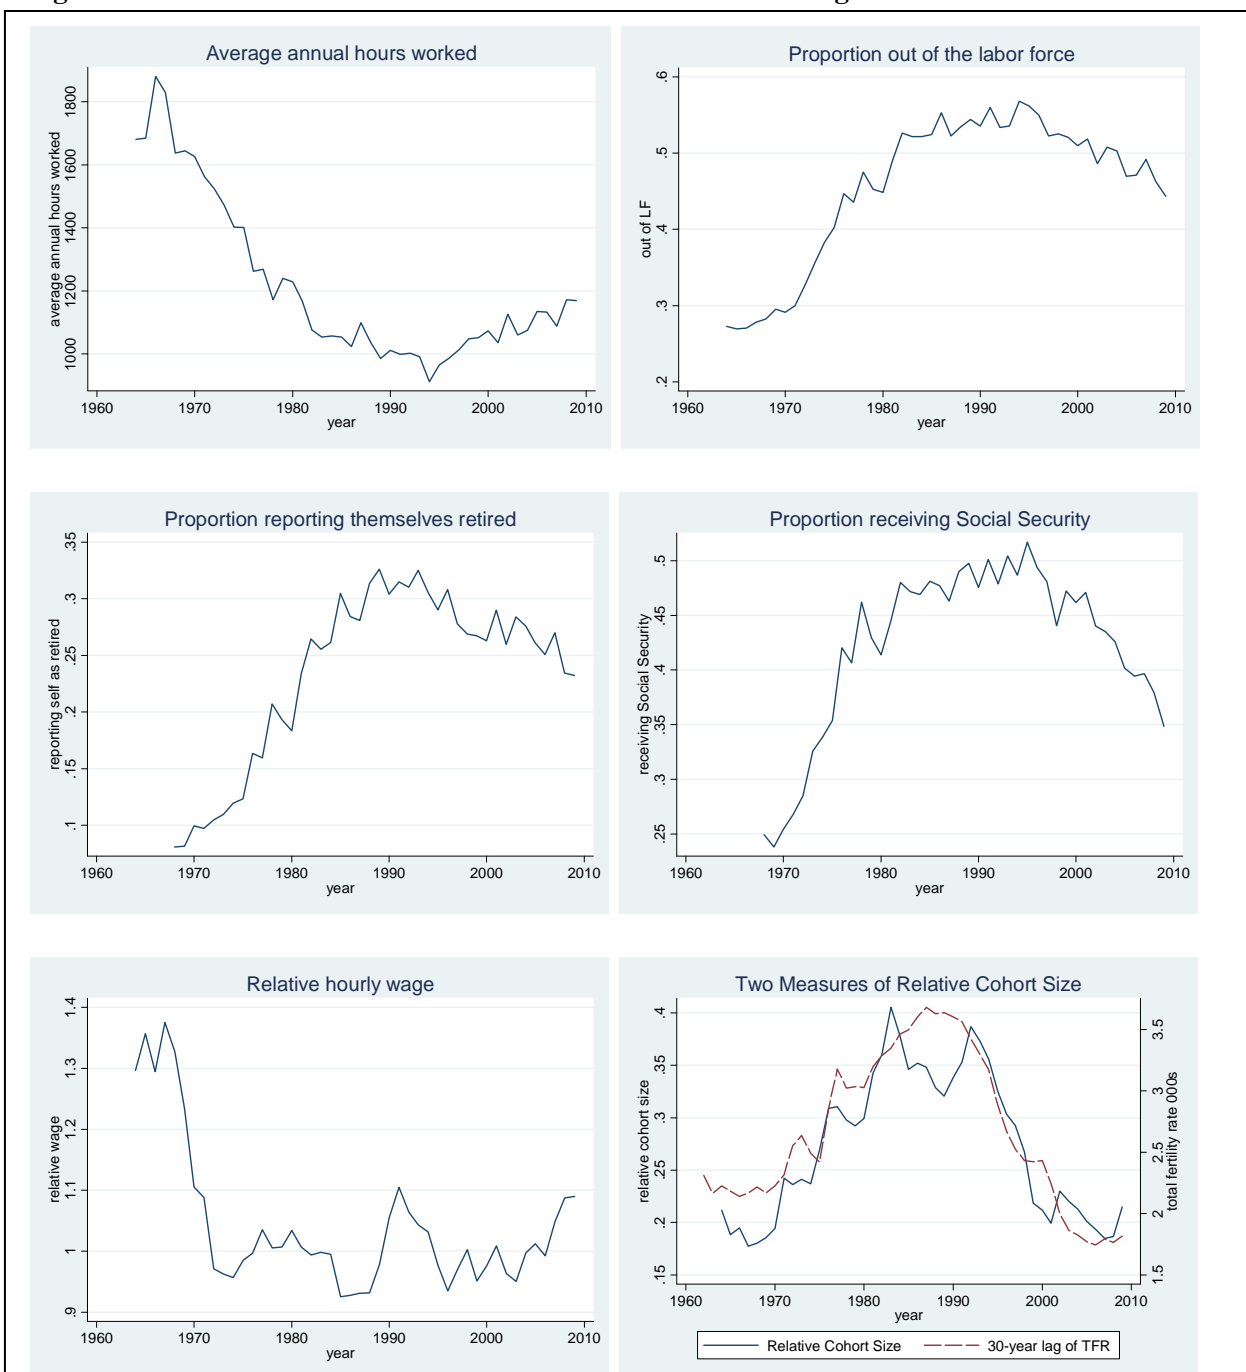 Average annual hours worked
average annual hours worked
1800
1600
1400
1200
1000
1960 1970 1980 1990 2000 2010
year
Proportion out of the labor force
out of LF
.6
.5
.4
.3
.2
1960 1970 1980 1990 2000 2010
year
Proportion reporting themselves retired
reporting self as retired
.35
.3
.25
.2
.15
.1
1960 1970 1980 1990 2000 2010
year
Proportion receiving Social Security
receiving Social Security
.5
.45
.4
.35
.3
.25
1960 1970 1980 1990 2000 2010
year
Relative hourly wage
relative wage
1.4
1.3
1.2
1.1
1
.9
1960 1970 1980 1990 2000 2010
year
Two Measures of Relative Cohort Size
relative cohort size
.4
.35
.3
.25
.2
.15
total fertility rate 000s
3.5
3
2.5
2
1.5
1960 1970 1980 1990 2000 2010
year
Relative Cohort Size 30-year lag of TFR